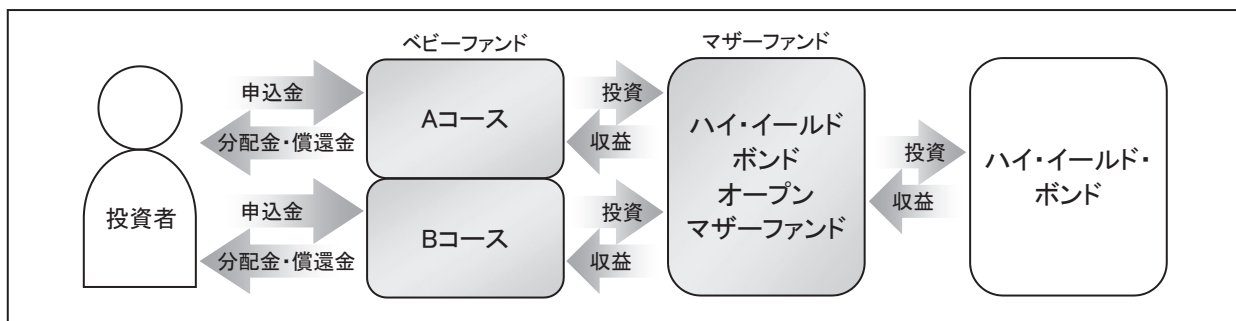 ベビーファンド
マザーファンド
投資者
申込金
分配金・償還金
申込金
分配金・償還金
Aコース
Bコース
投資
収益
投資
収益
ハイ・イールド
ボンド
オープン
マザーファンド
投資
収益
ハイ・イールド・
ボンド